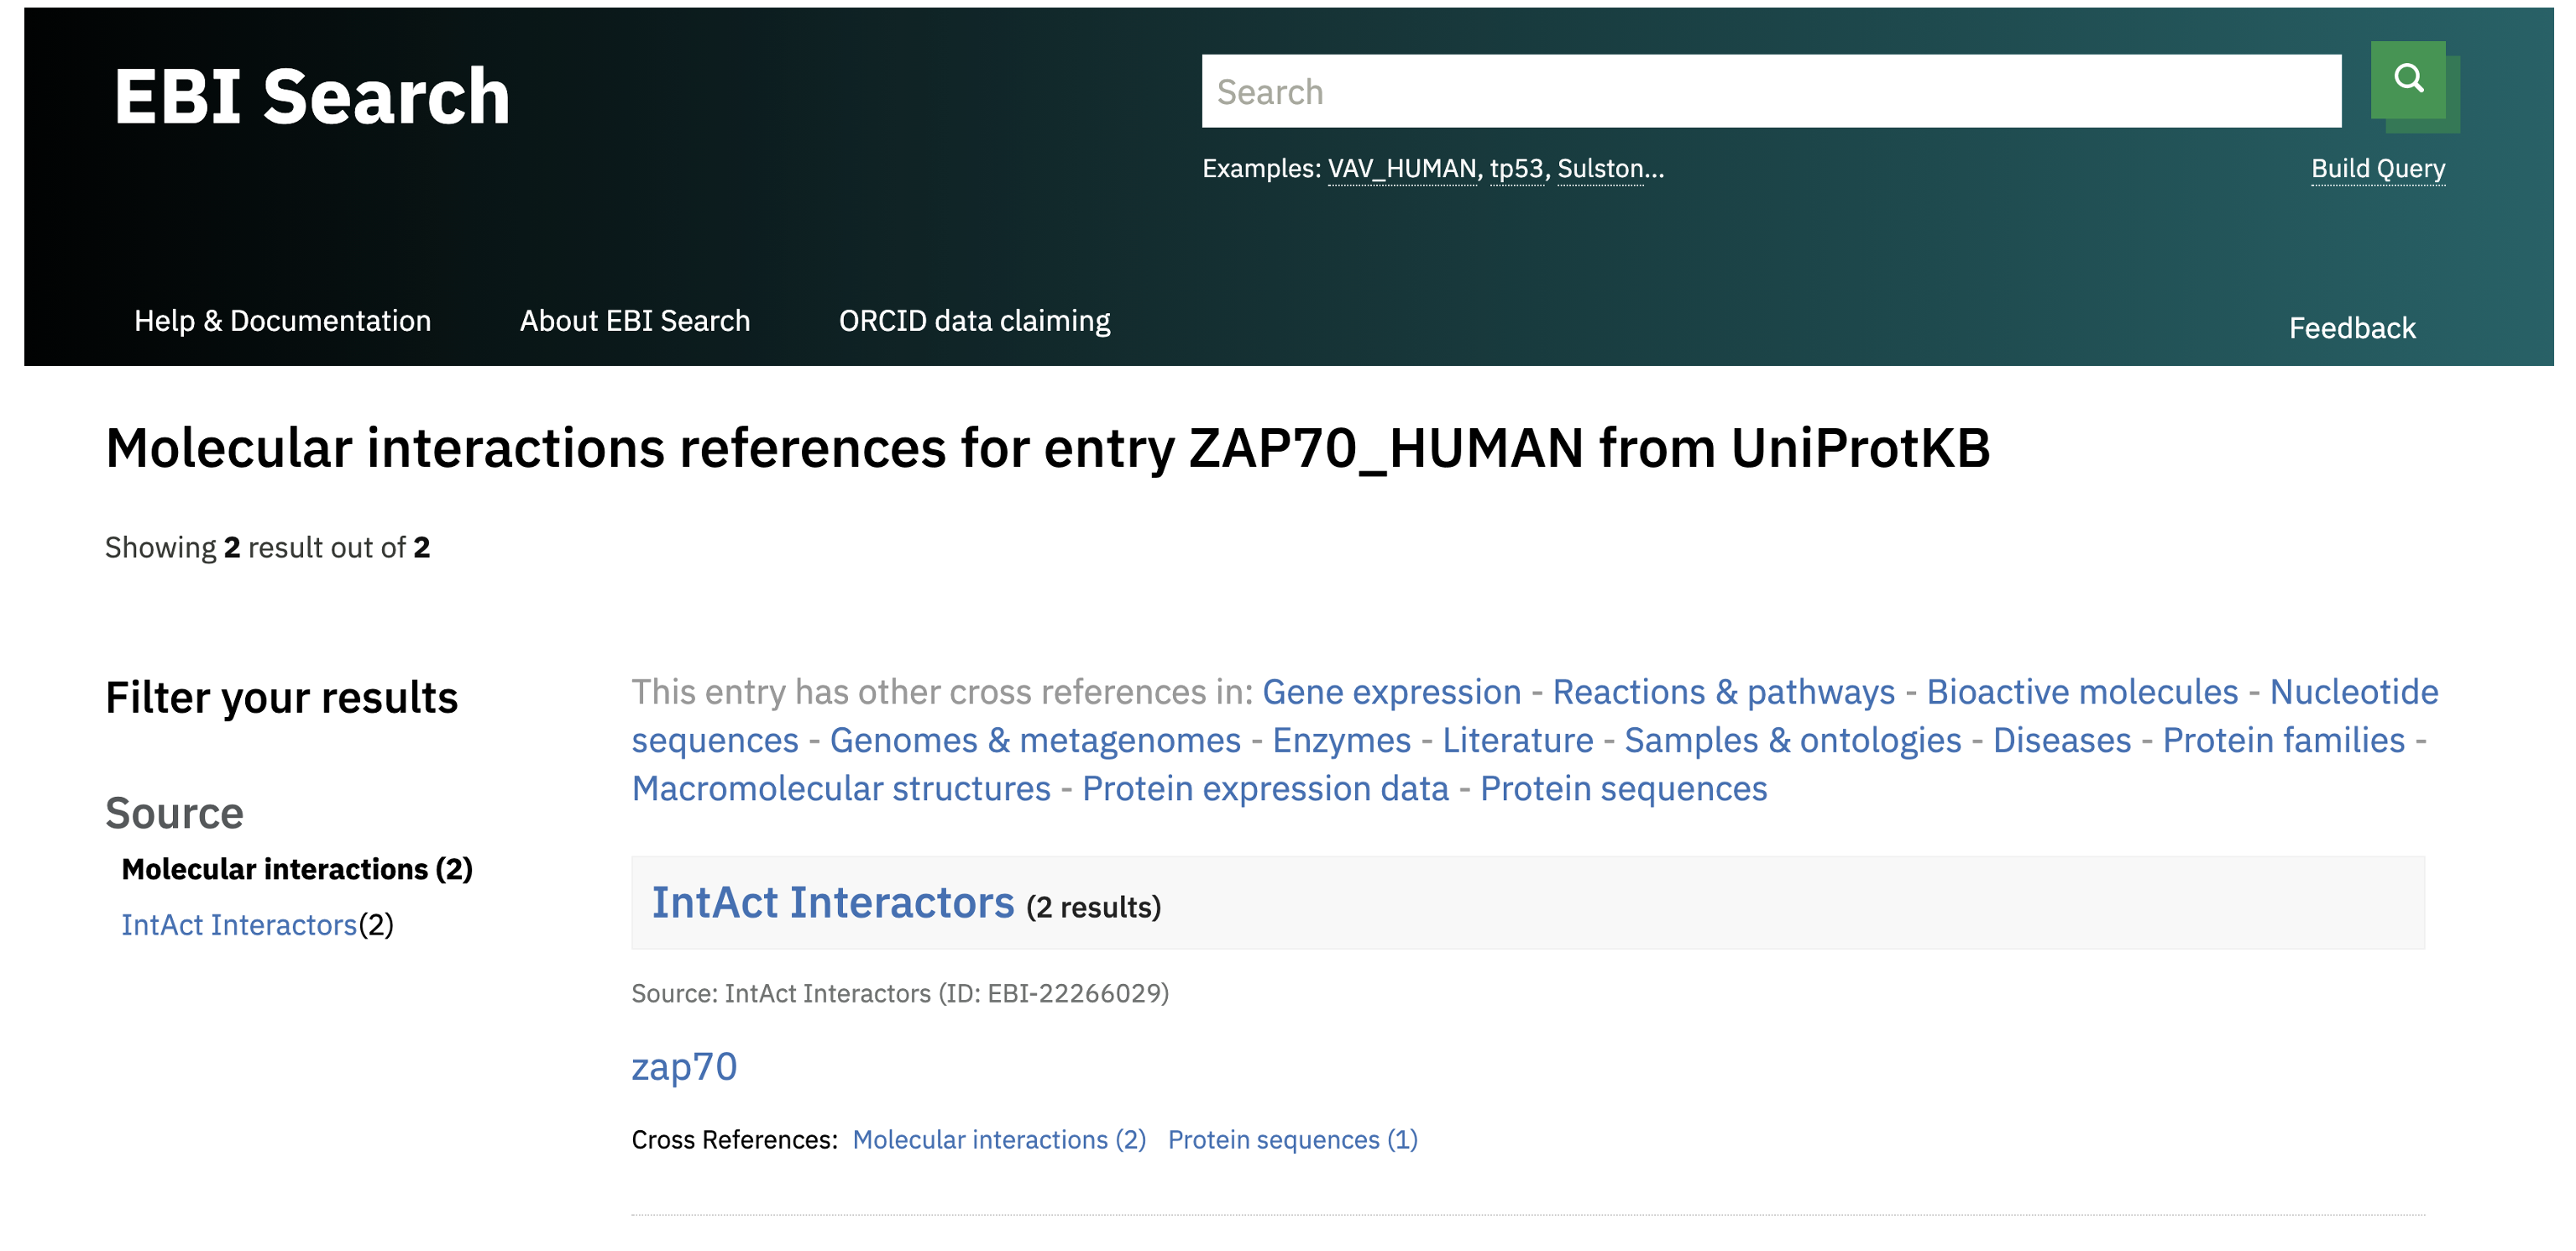 EBI Search
Search
Examples: VAV_HUMAN, tp53, Sulston...
Build Query
Help & Documentation
About EBI Search
ORCID data claiming
Feedback
Molecular interactions references for entry ZAP70_HUMAN from UniProtKB
Showing 2 result out of 2
Filter your results
Source
Molecular interactions (2)
IntAct Interactors(2)
This entry has other cross references in: Gene expression - Reactions & pathways - Bioactive molecules - Nucleotide
sequences - Genomes & metagenomes - Enzymes - Literature - Samples & ontologies - Diseases - Protein families -
Macromolecular structures - Protein expression data - Protein sequences
IntAct Interactors (2 results)
Source: IntAct Interactors (ID: EBI-22266029)
zap70
Cross References: Molecular interactions (2) Protein sequences (1)